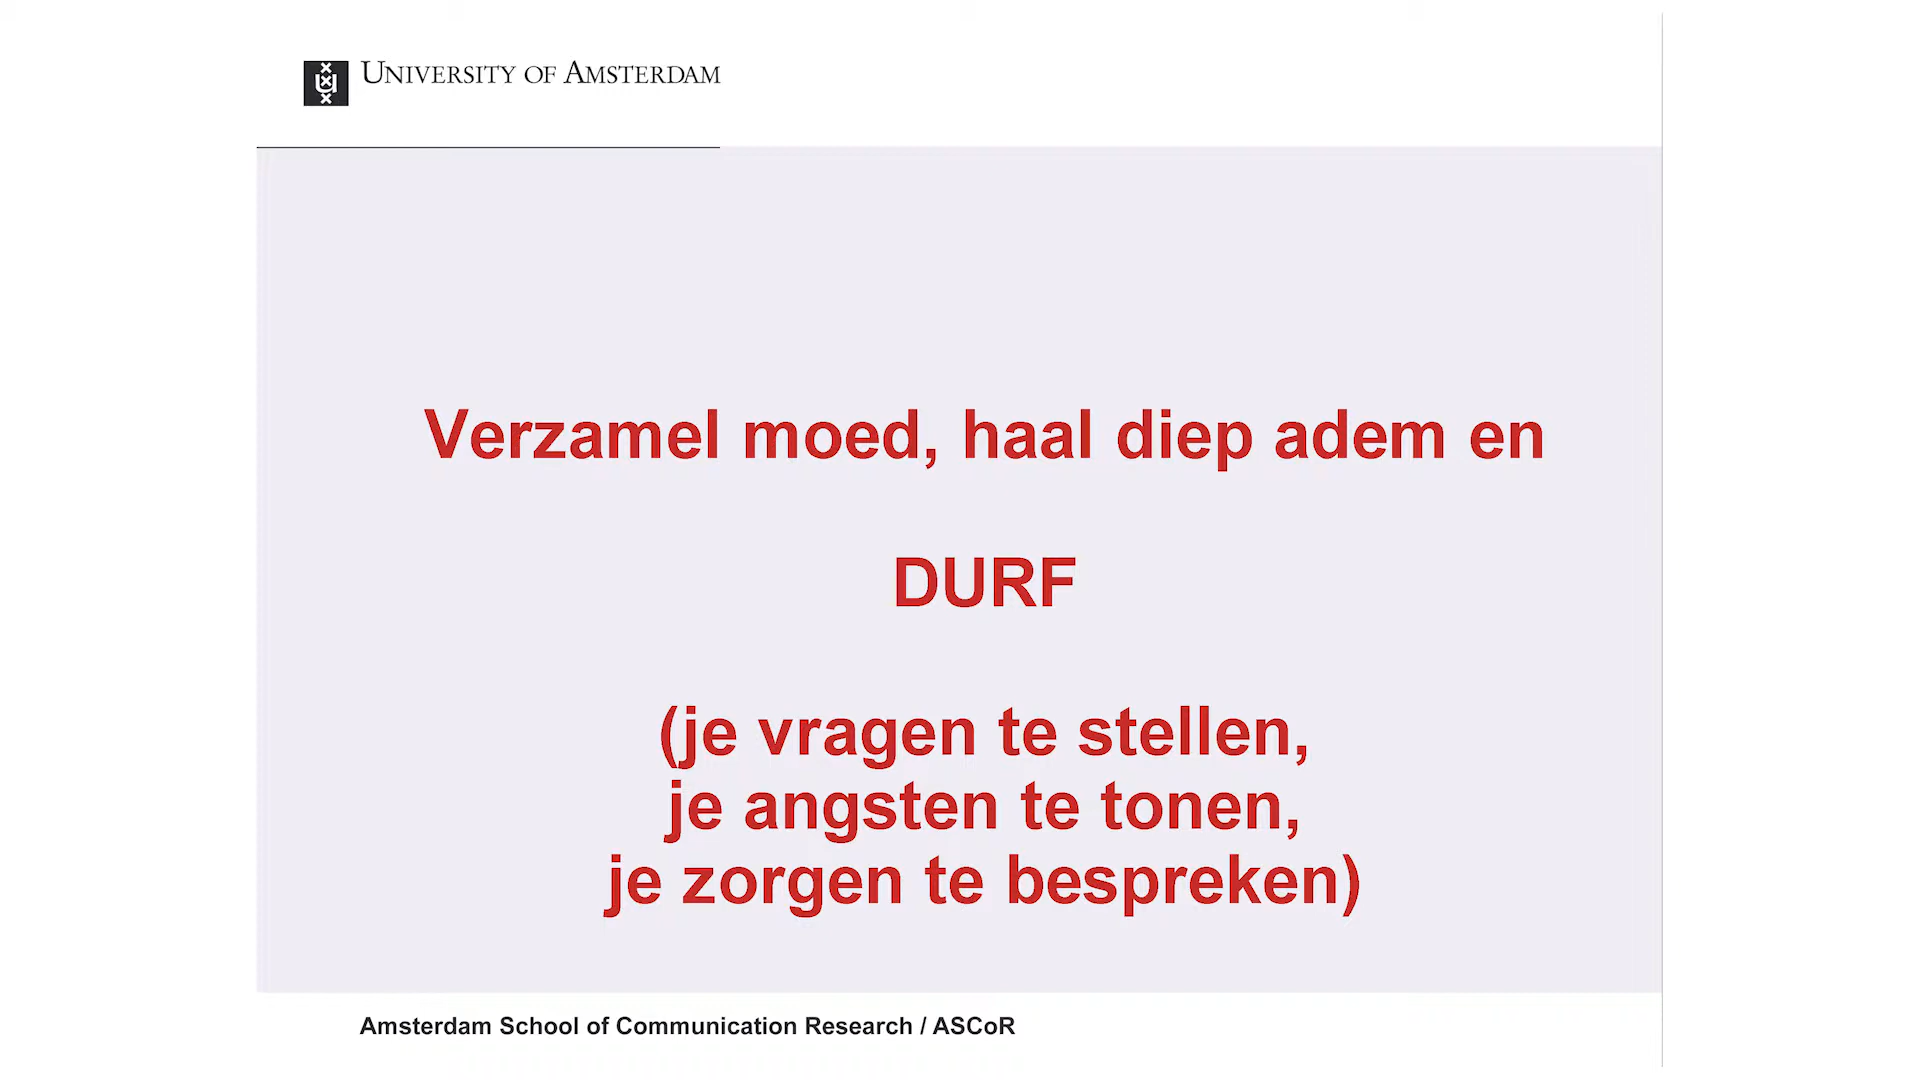 UNIVERSITY OF AMSTERDAM
Verzamel moed, haal diep adem en
DURF
(je vragen te stellen,
je angsten te tonen,
je zorgen te bespreken)
Amsterdam School of Communication Research / ASCoR